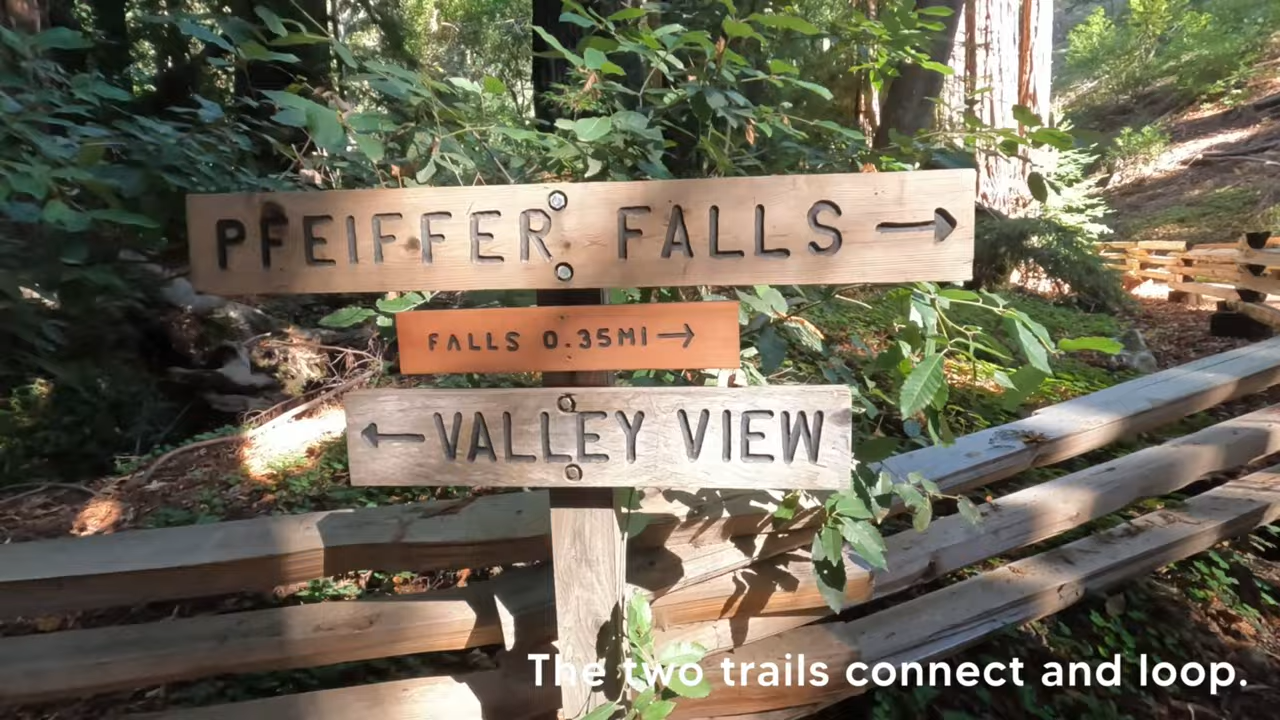 PFEIFFER FALLS →
FALLS 0.35MI →
← VALLEY VIEW
The two trails connect and loop.